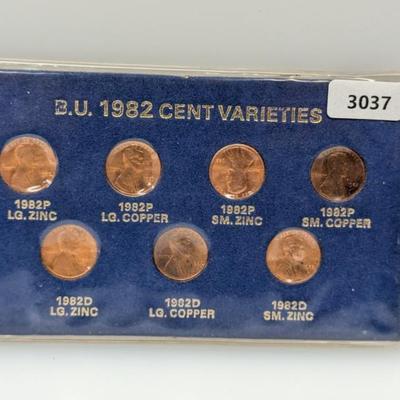 B.U. 1982 CENT VARIETIES
3037
1982P 1982P 1982P 1982P
LG. ZINC LG. COPPER SM. ZINC SM. COPPER
1982D 1982D 1982D
LG. ZINC LG. COPPER SM. ZINC